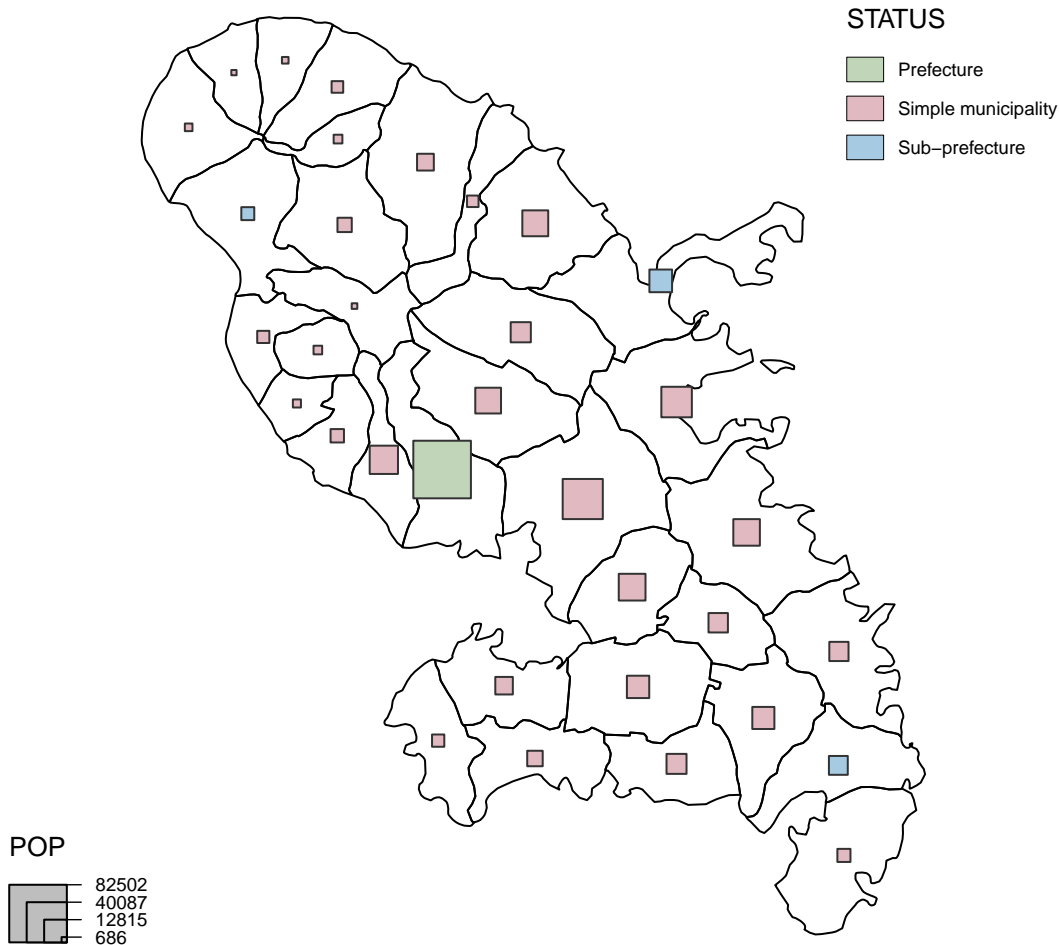 STATUS
Prefecture
Simple municipality
Sub−prefecture
POP
82502
40087
12815
686